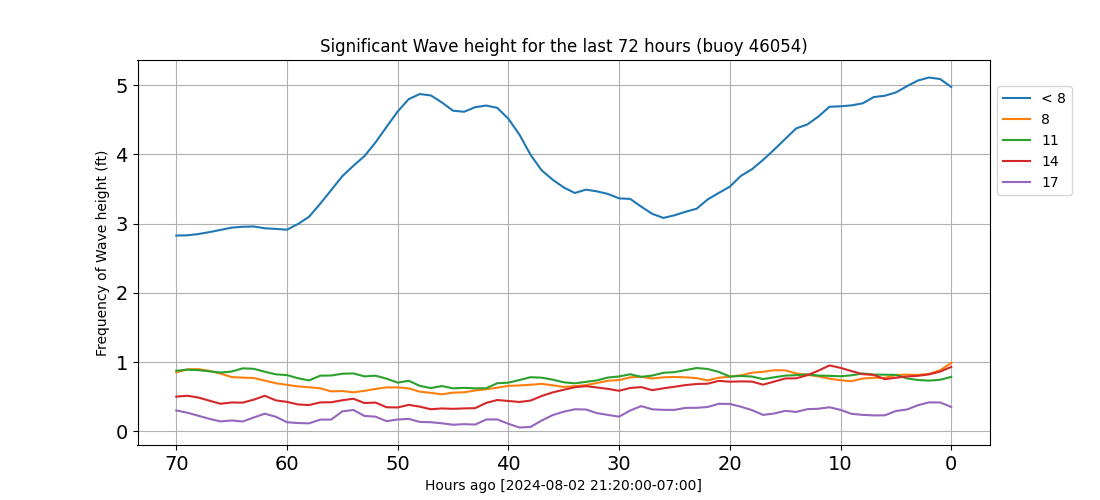 Significant Wave height for the last 72 hours (buoy 46054)
Frequency of Wave height (ft)
5
4
3
2
1
0
70 60 50 40 30 20 10 0
Hours ago [2024-08-02 21:20:00-07:00]
< 8
8
11
14
17